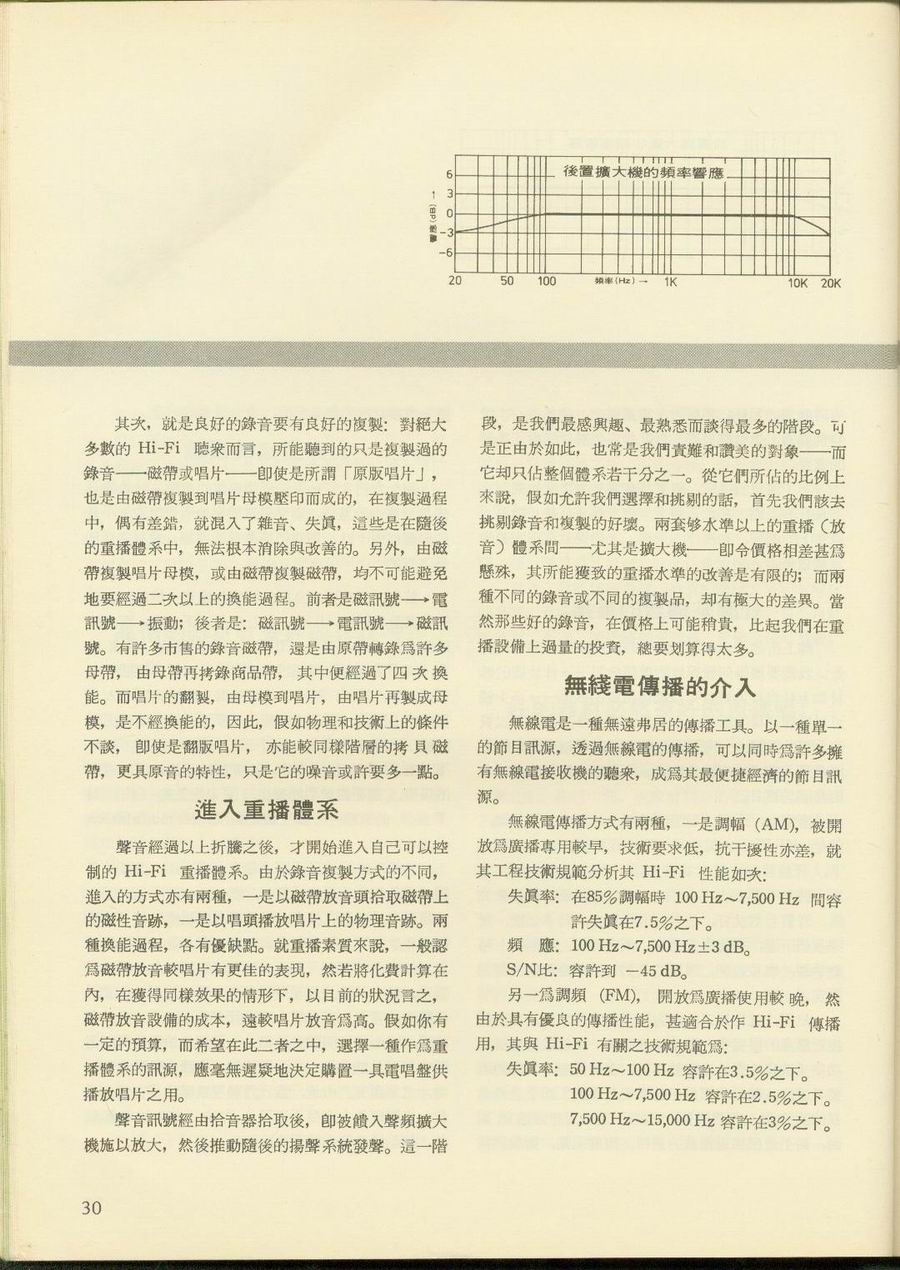 後置擴大機的頻率響應
6
3
0
-3
-6
20 50 100 頻率(Hz)→ 1K 10K 20K
其次，就是良好的錄音要有良好的複製：對絕大
多數的 Hi-Fi 聽衆而言，所能聽到的只是複製過的
錄音——磁帶或唱片——卽使是所謂「原版唱片」，
也是由磁帶複製到唱片母模壓印而成的，在複製過程
中，偶有差錯，就混入了雜音、失眞，這些是在隨後
的重播體系中，無法根本消除與改善的。另外，由磁
帶複製唱片母模，或由磁帶複製磁帶，均不可能避免
地要經過二次以上的換能過程。前者是磁訊號→電
訊號→振動；後者是：磁訊號→電訊號→磁訊
號。有許多市售的錄音磁帶，還是由原帶轉錄爲許多
母帶，由母帶再拷錄商品帶，其中便經過了四次換
能。而唱片的翻製，由母模到唱片，由唱片再製成母
模，是不經換能的，因此，假如物理和技術上的條件
不談，卽使是翻版唱片，亦能較同樣階層的拷貝磁
帶，更具原音的特性，只是它的噪音或許要多一點。
進入重播體系
聲音經過以上折騰之後，才開始進入自己可以控
制的 Hi-Fi 重播體系。由於錄音複製方式的不同，
進入的方式亦有兩種，一是以磁帶放音頭拾取磁帶上
的磁性音跡，一是以唱頭播放唱片上的物理音跡。兩
種換能過程，各有優缺點。就重播素質來說，一般認
爲磁帶放音較唱片有更佳的表現，然若將化費計算在
內，在獲得同樣效果的情形下，以目前的狀況言之，
磁帶放音設備的成本，遠較唱片放音爲高。假如你有
一定的預算，而希望在此二者之中，選擇一種作爲重
播體系的訊源，應毫無遲疑地決定購置一具電唱盤供
播放唱片之用。
聲音訊號經由拾音器拾取後，卽被饋入聲頻擴大
機施以放大，然後推動隨後的揚聲系統發聲。這一階
段，是我們最感興趣、最熟悉而談得最多的階段。可
是正由於如此，也常是我們責難和讚美的對象——而
它却只佔整個體系若干分之一。從它們所佔的比例上
來說，假如允許我們選擇和挑剔的話，首先我們該去
挑剔錄音和複製的好壞。兩套够水準以上的重播（放
音）體系間——尤其是擴大機——卽令價格相差甚爲
懸殊，其所能獲致的重播水準的改善是有限的；而兩
種不同的錄音或不同的複製品，却有極大的差異。當
然那些好的錄音，在價格上可能稍貴，比起我們在重
播設備上過量的投資，總要划算得太多。
無綫電傳播的介入
無線電是一種無遠弗居的傳播工具。以一種單一
的節目訊源，透過無線電的傳播，可以同時爲許多擁
有無線電接收機的聽衆，成爲其最便捷經濟的節目訊
源。
無線電傳播方式有兩種，一是調幅 (AM)，被開
放爲廣播專用較早，技術要求低，抗干擾性亦差，就
其工程技術規範分析其 Hi-Fi 性能如次：
失眞率：在85%調幅時 100 Hz～7,500 Hz 間容
許失眞在7.5%之下。
頻　應：100 Hz～7,500 Hz±3 dB。
S/N比：容許到 －45 dB。
另一爲調頻 (FM)，開放爲廣播使用較晚，然
由於具有優良的傳播性能，甚適合於作 Hi-Fi 傳播
用，其與 Hi-Fi 有關之技術規範爲：
失眞率：50 Hz～100 Hz 容許在3.5%之下。
100 Hz～7,500 Hz 容許在2.5%之下。
7,500 Hz～15,000 Hz 容許在3%之下。
30